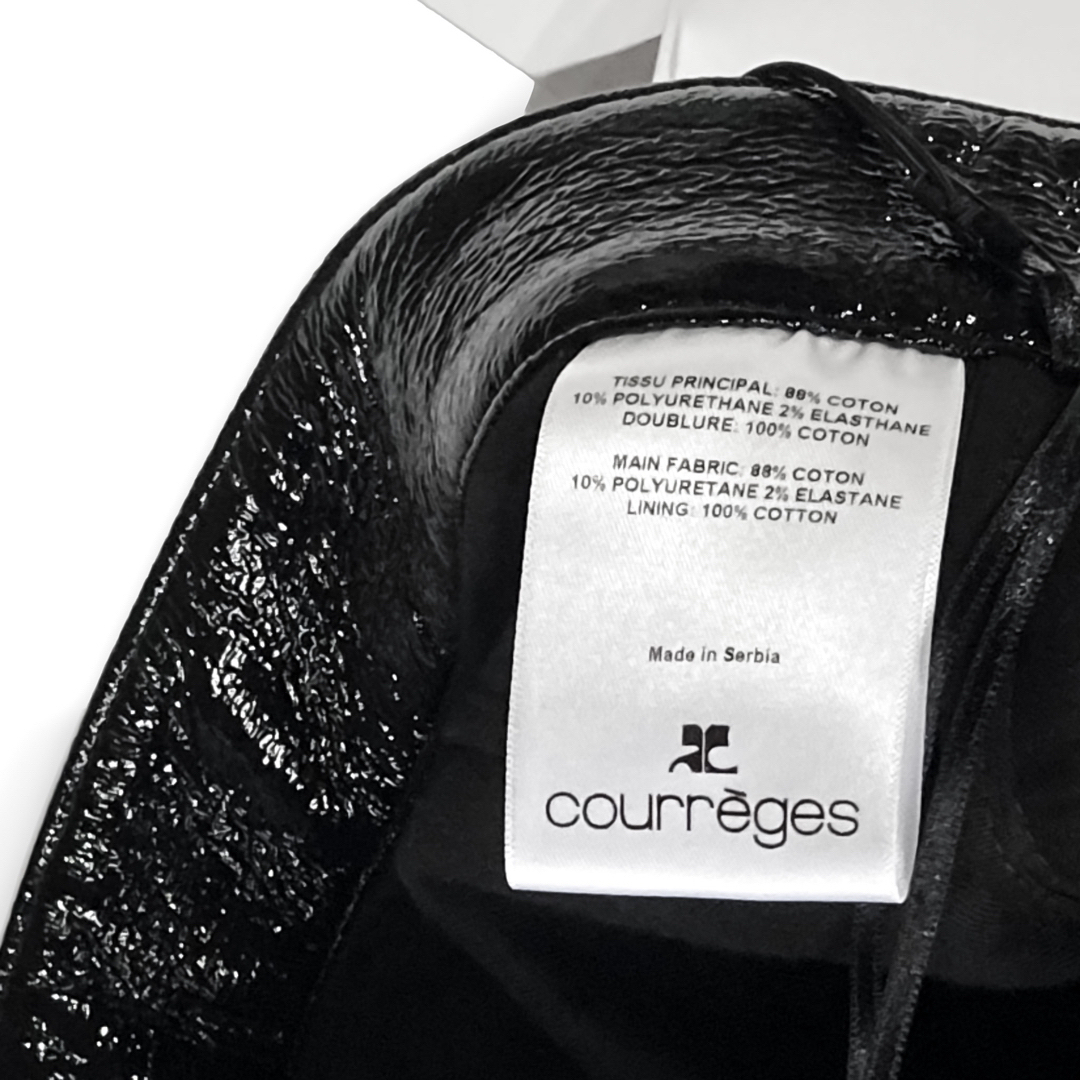 TISSU PRINCIPAL: 88% COTON
10% POLYURETHANE 2% ELASTHANE
DOUBLURE: 100% COTON
MAIN FABRIC: 88% COTON
10% POLYURETANE 2% ELASTANE
LINING: 100% COTTON
Made in Serbia
courrèges